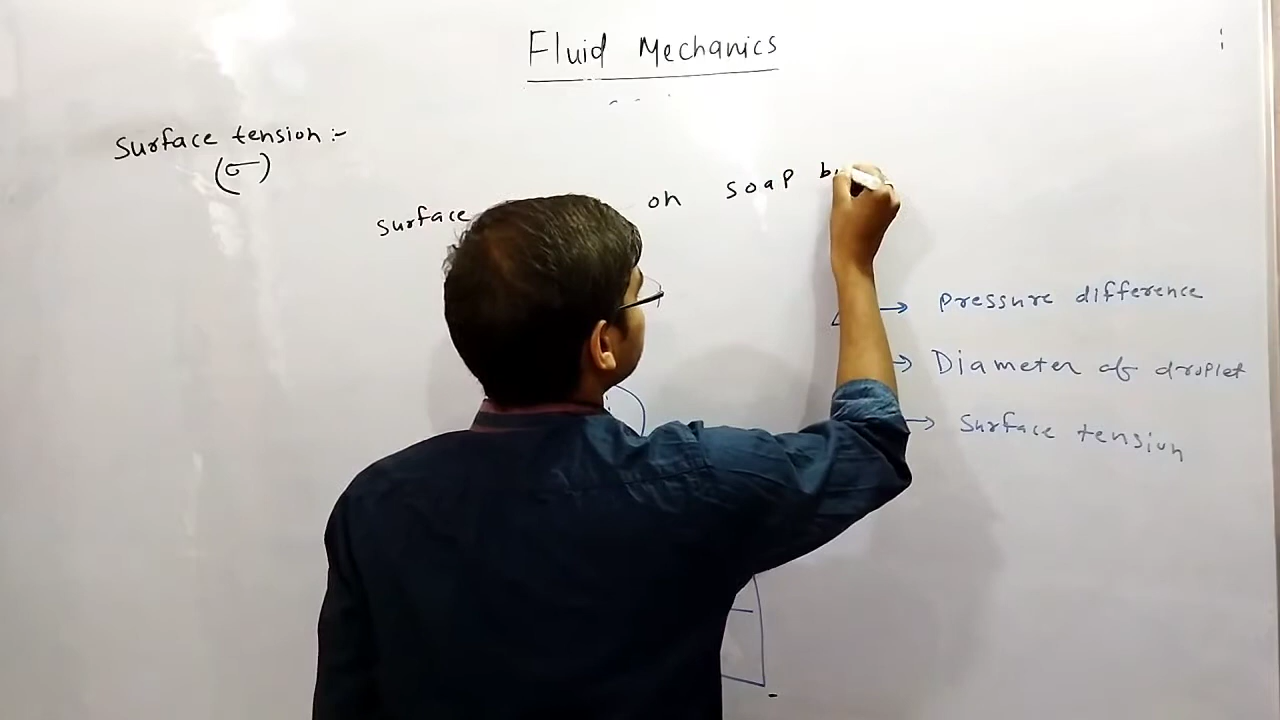 Fluid Mechanics
Surface tension :-
(σ)
Surface on soap
Pressure difference
Diameter of droplet
Surface tension